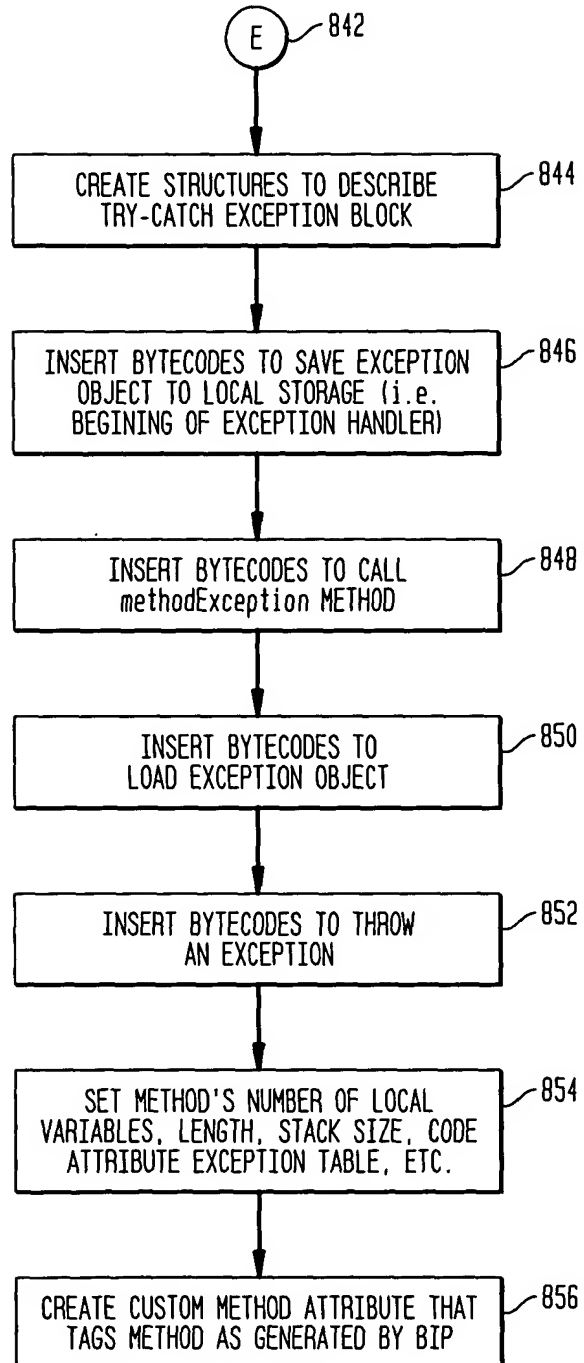 E
842
CREATE STRUCTURES TO DESCRIBE
TRY-CATCH EXCEPTION BLOCK
844
INSERT BYTECODES TO SAVE EXCEPTION
OBJECT TO LOCAL STORAGE (i.e.
BEGINING OF EXCEPTION HANDLER)
846
INSERT BYTECODES TO CALL
methodException METHOD
848
INSERT BYTECODES TO
LOAD EXCEPTION OBJECT
850
INSERT BYTECODES TO THROW
AN EXCEPTION
852
SET METHOD'S NUMBER OF LOCAL
VARIABLES, LENGTH, STACK SIZE, CODE
ATTRIBUTE EXCEPTION TABLE, ETC.
854
CREATE CUSTOM METHOD ATTRIBUTE THAT
TAGS METHOD AS GENERATED BY BIP
856